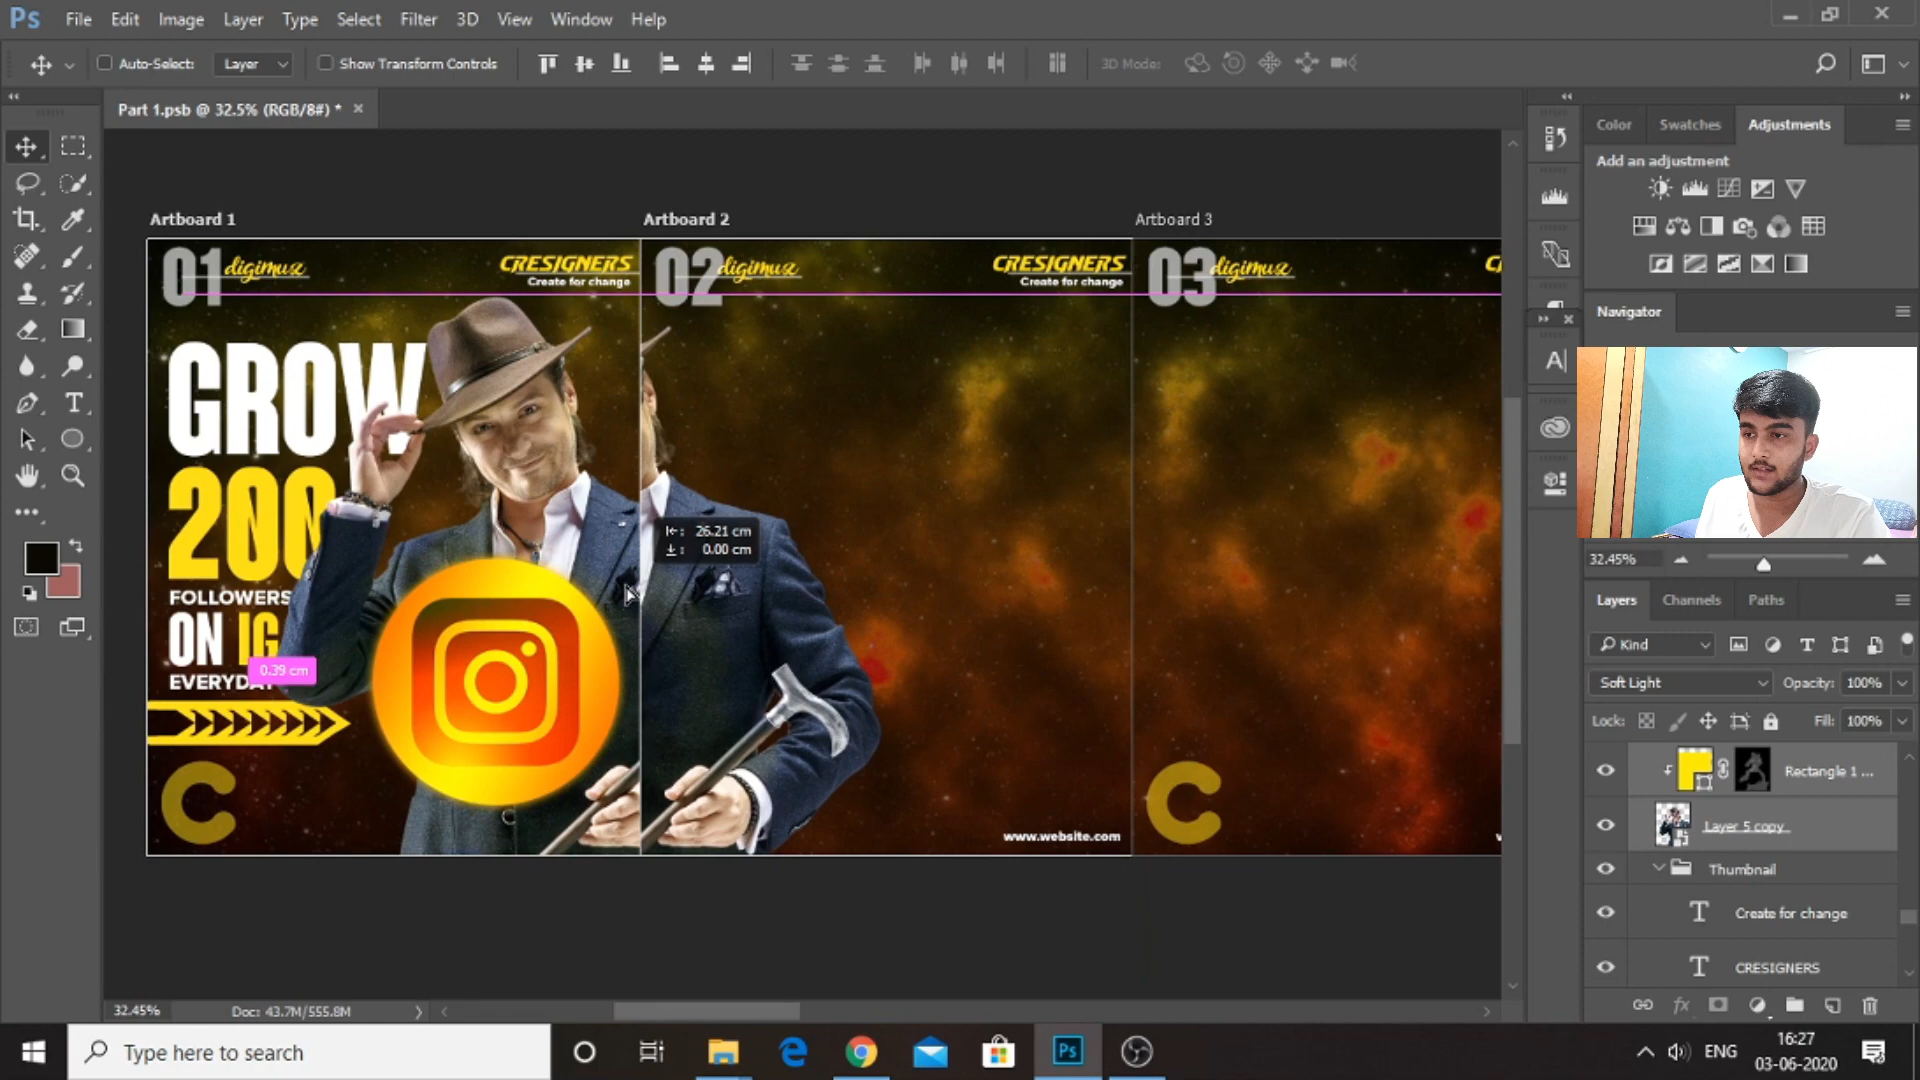 Ps File Edit Image Layer Type Select Filter 3D View Window Help
Auto-Select: Layer Show Transform Controls 3D Mode:
Part 1.psb @ 32.5% (RGB/8#) *
Color Swatches Adjustments
Add an adjustment
Navigator
Artboard 1 Artboard 2 Artboard 3
01 digimuz CRESIGNERS
Create for change
02 digimuz CRESIGNERS
Create for change
03 digimuz
GROW
200
FOLLOWERS
ON IG
EVERYDAY
0.39 cm
26.21 cm
0.00 cm
C
www.website.com
C
A
32.45%
Layers Channels Paths
Kind
Soft Light Opacity: 100%
Lock: Fill: 100%
Rectangle 1 ...
Layer 5 copy
Thumbnail
T Create for change
T CRESIGNERS
fx
32.45% Doc: 43.7M/555.8M
Type here to search
Ps
ENG
16:27
03-06-2020